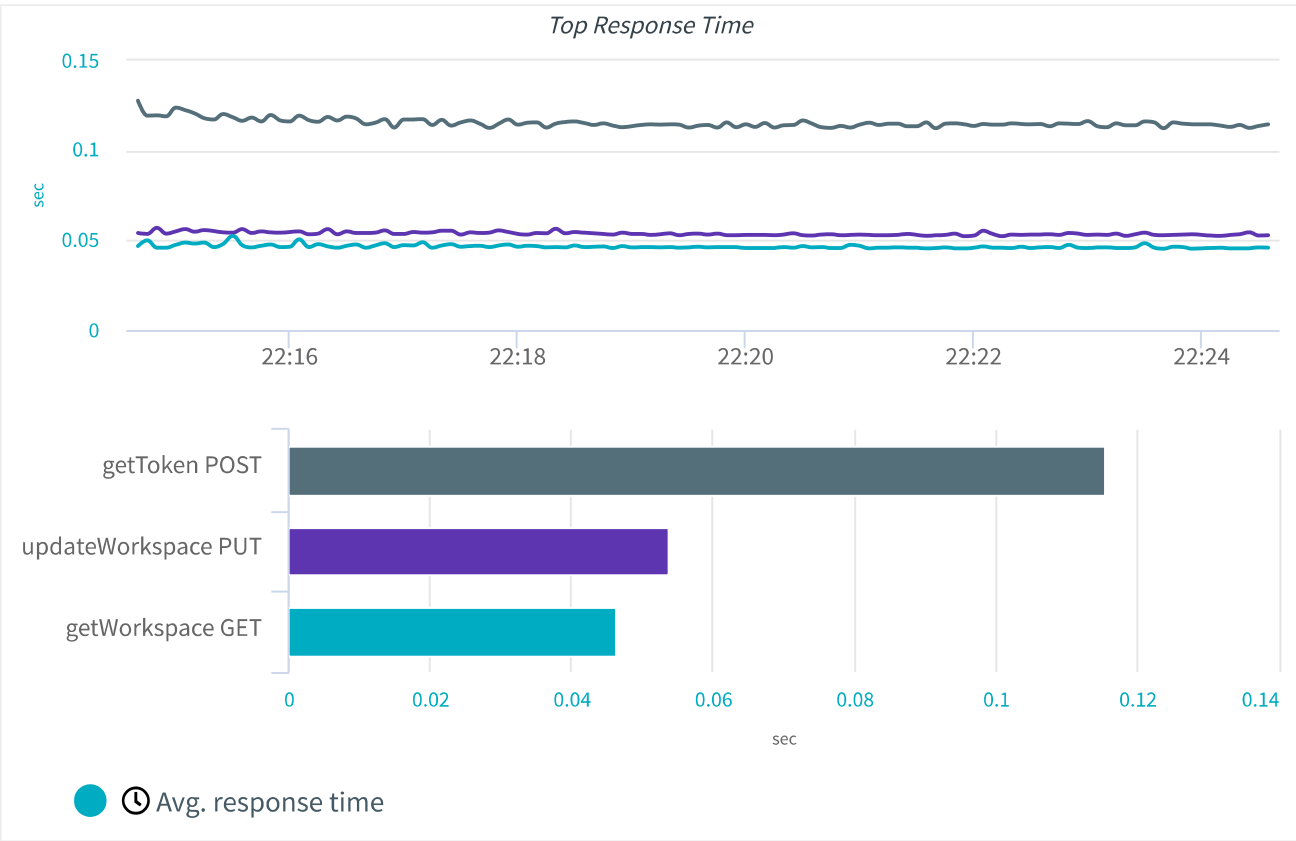 Top Response Time
0.15
0.1
sec
0.05
0
22:16 22:18 22:20 22:22 22:24
getToken POST
updateWorkspace PUT
getWorkspace GET
0 0.02 0.04 0.06 0.08 0.1 0.12 0.14
sec
Avg. response time